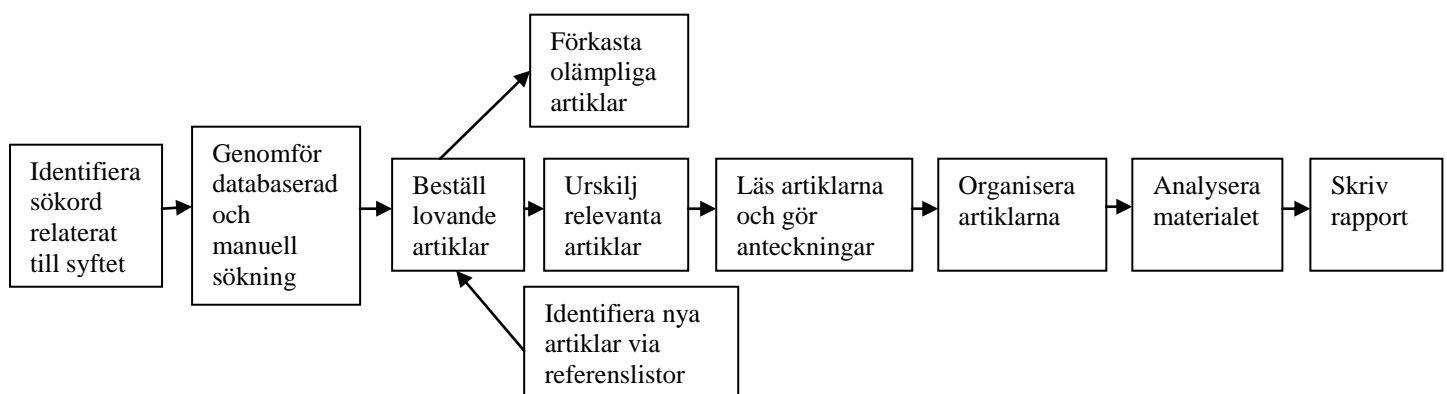 Förkasta
olämpliga
artiklar
Identifiera
sökord
relaterat
till syftet
Genomför
databaserad
och
manuell
sökning
Beställ
lovande
artiklar
Urskilj
relevanta
artiklar
Läs artiklarna
och gör
anteckningar
Organisera
artiklarna
Analysera
materialet
Skriv
rapport
Identifiera nya
artiklar via
referenslistor